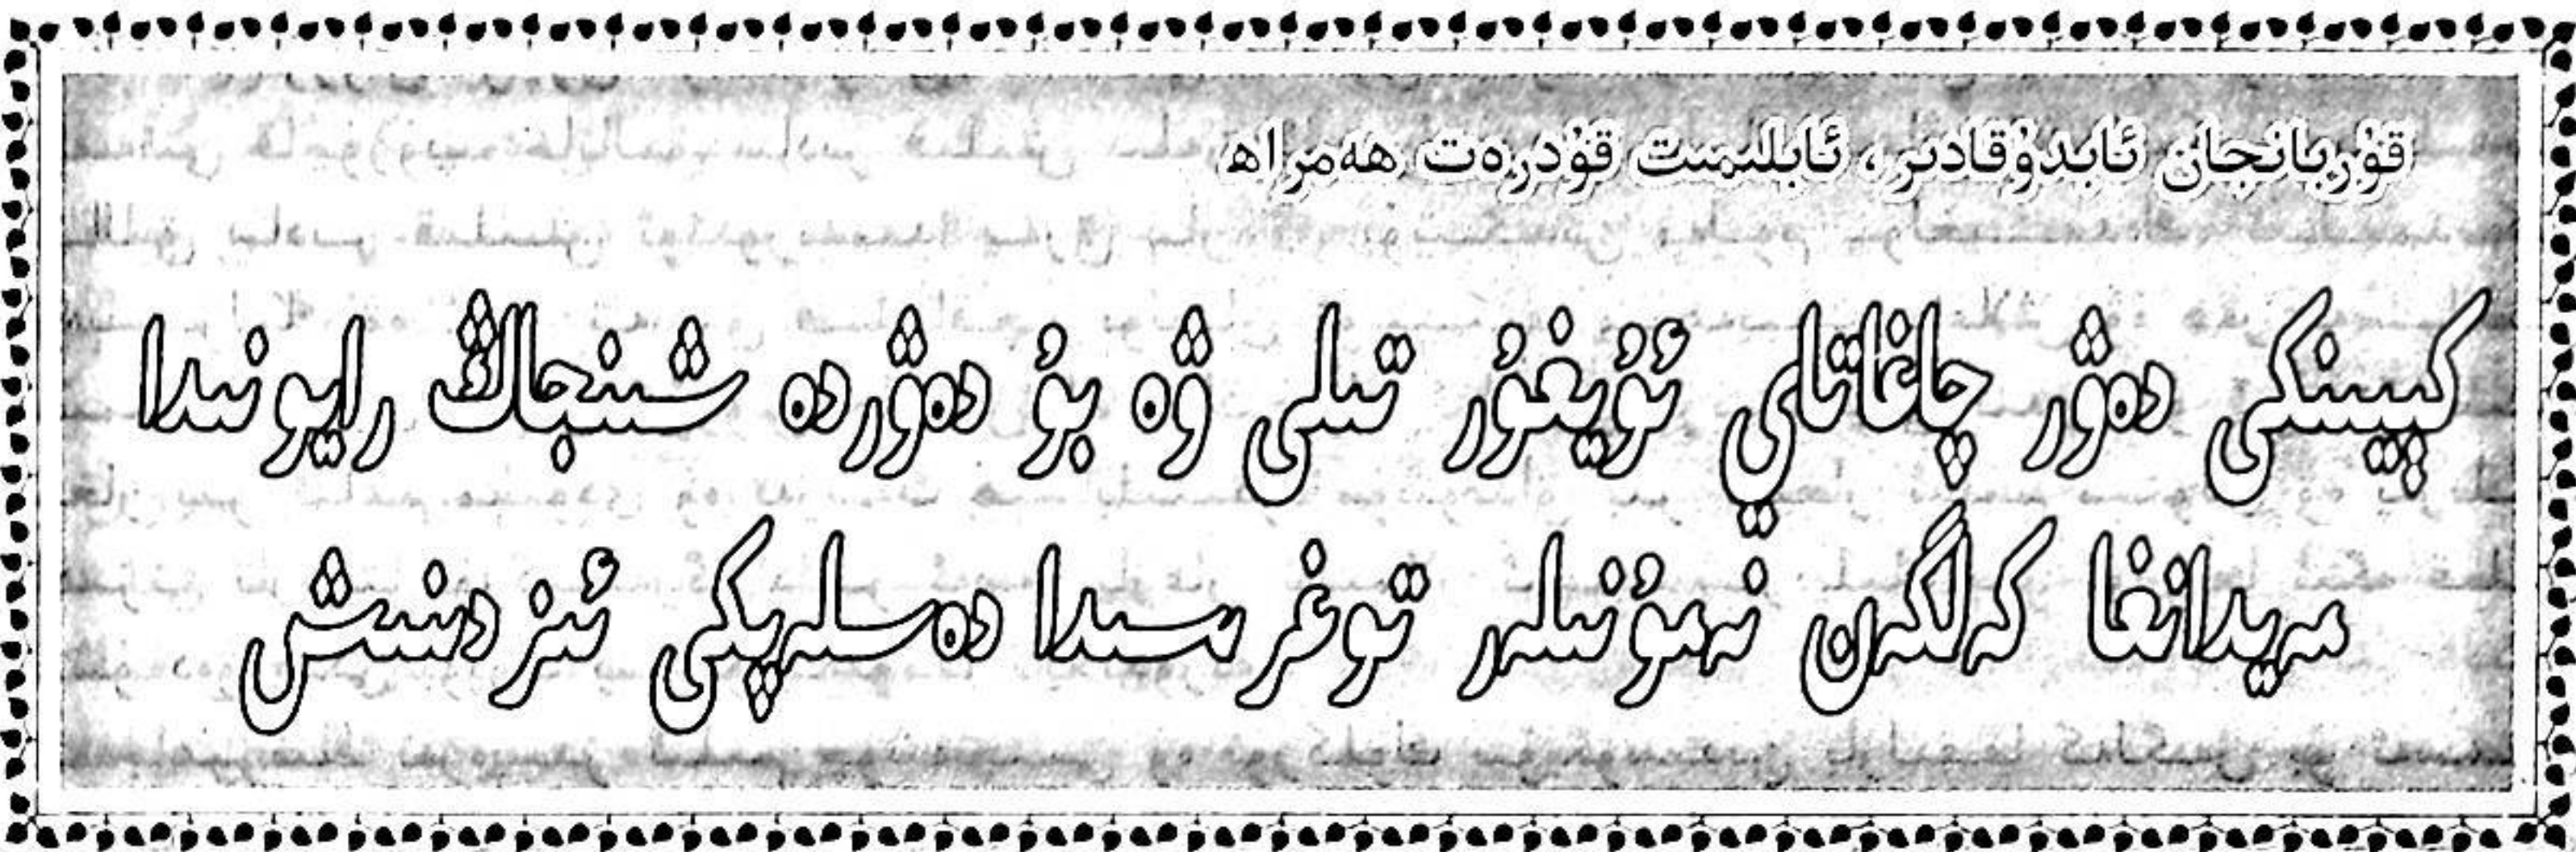 قۇربانجان ئابدۇقادىر، ئابلىمىت قۇدرەت ھەمراھ
كېيىنكى دەۋر چاغاتاي ئۇيغۇر تىلى ۋە بۇ دەۋردە شىنجاڭ رايونىدا
مەيدانغا كەلگەن نەمۇنىلەر توغرىسىدا دەسلەپكى ئىزدىنىش